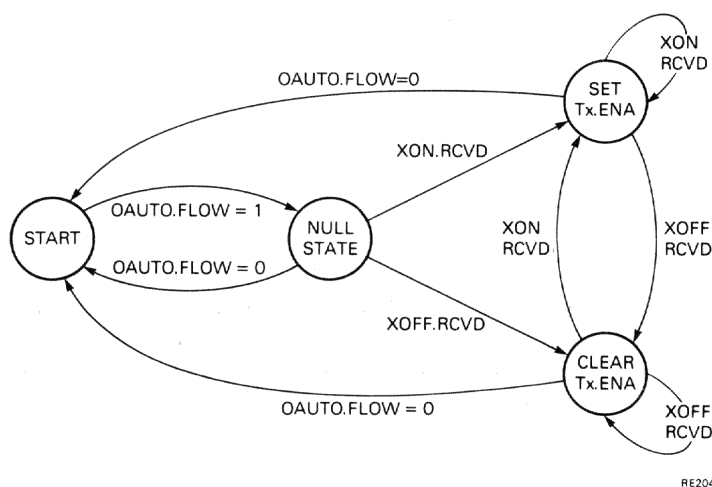 XON
RCVD
OAUTO.FLOW=0
SET
Tx.ENA
XON.RCVD
OAUTO.FLOW = 1
START
NULL
STATE
XON
RCVD
XOFF
RCVD
OAUTO.FLOW = 0
XOFF.RCVD
CLEAR
Tx.ENA
OAUTO.FLOW = 0
XOFF
RCVD
RE204